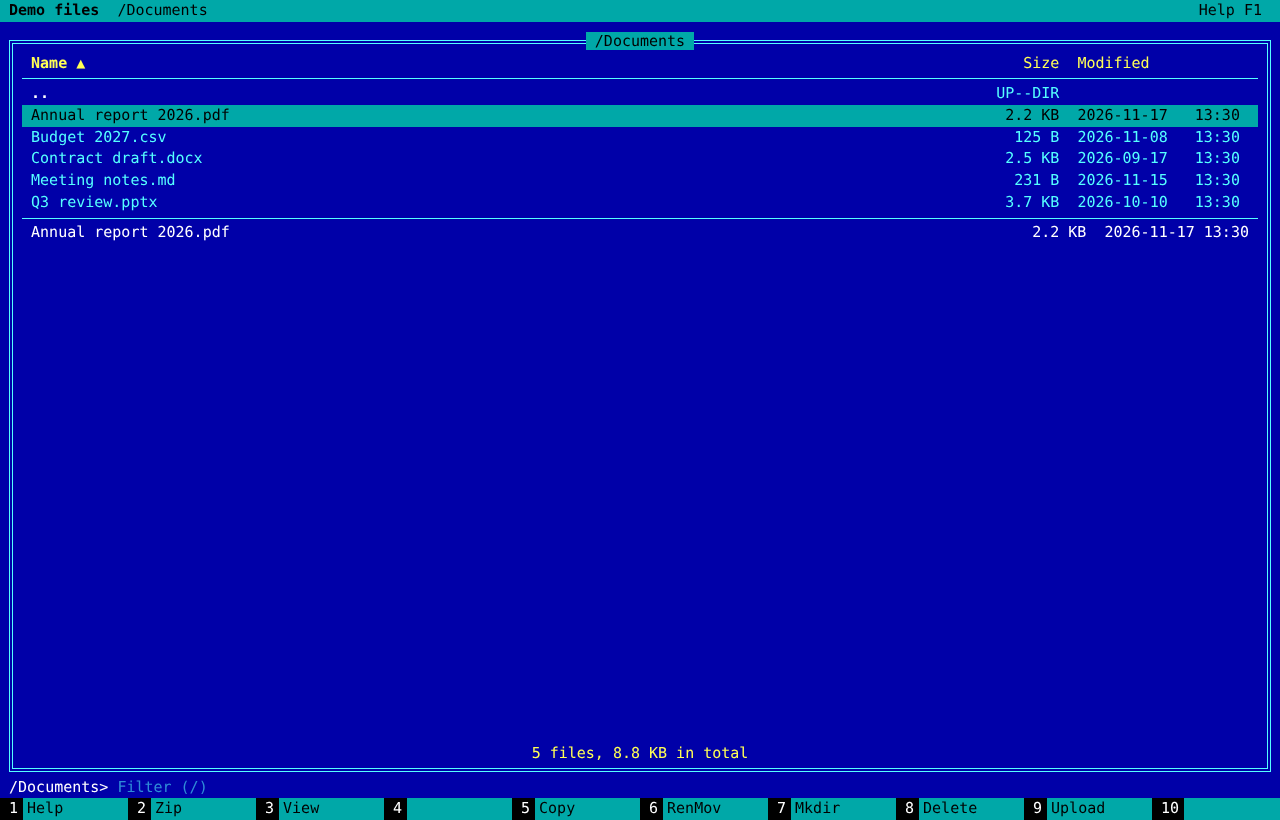 Demo files /Documents Help F1
/Documents
Name ▲ Size Modified
.. UP--DIR
Annual report 2026.pdf 2.2 KB 2026-11-17 13:30
Budget 2027.csv 125 B 2026-11-08 13:30
Contract draft.docx 2.5 KB 2026-09-17 13:30
Meeting notes.md 231 B 2026-11-15 13:30
Q3 review.pptx 3.7 KB 2026-10-10 13:30
Annual report 2026.pdf 2.2 KB 2026-11-17 13:30
5 files, 8.8 KB in total
/Documents> Filter (/)
1 Help 2 Zip 3 View 4 5 Copy 6 RenMov 7 Mkdir 8 Delete 9 Upload 10